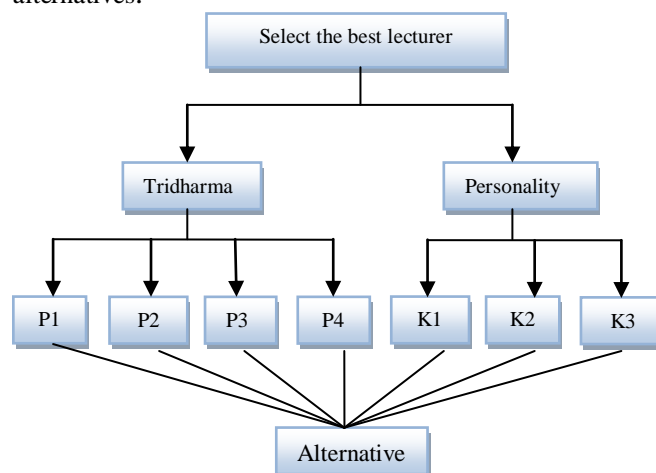 alternatives.
Select the best lecturer
Tridharma
Personality
P1
P2
P3
P4
K1
K2
K3
Alternative